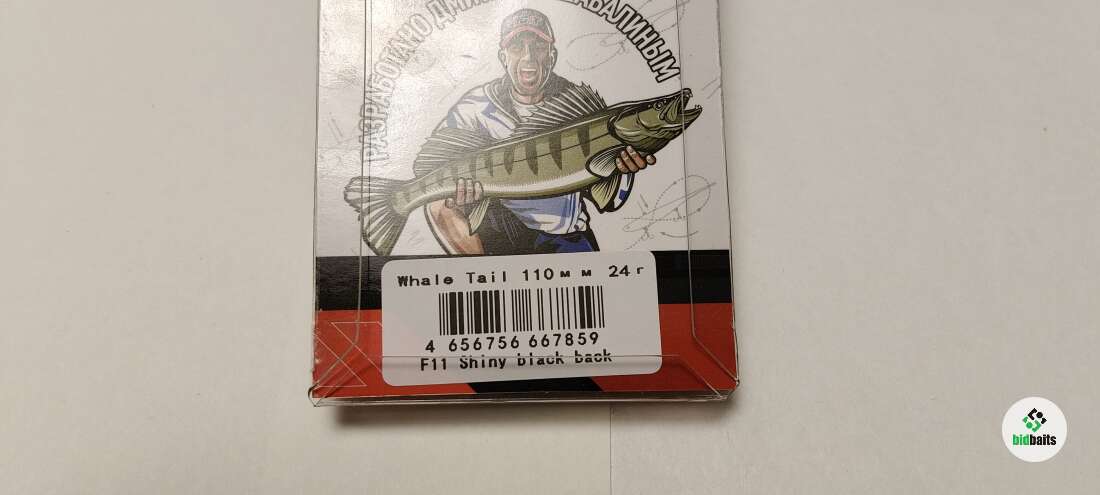 РАЗРАБОТАНО
Whale Tail 110мм 24г
4 656756 667859
F11 Shiny black back
bidbaits